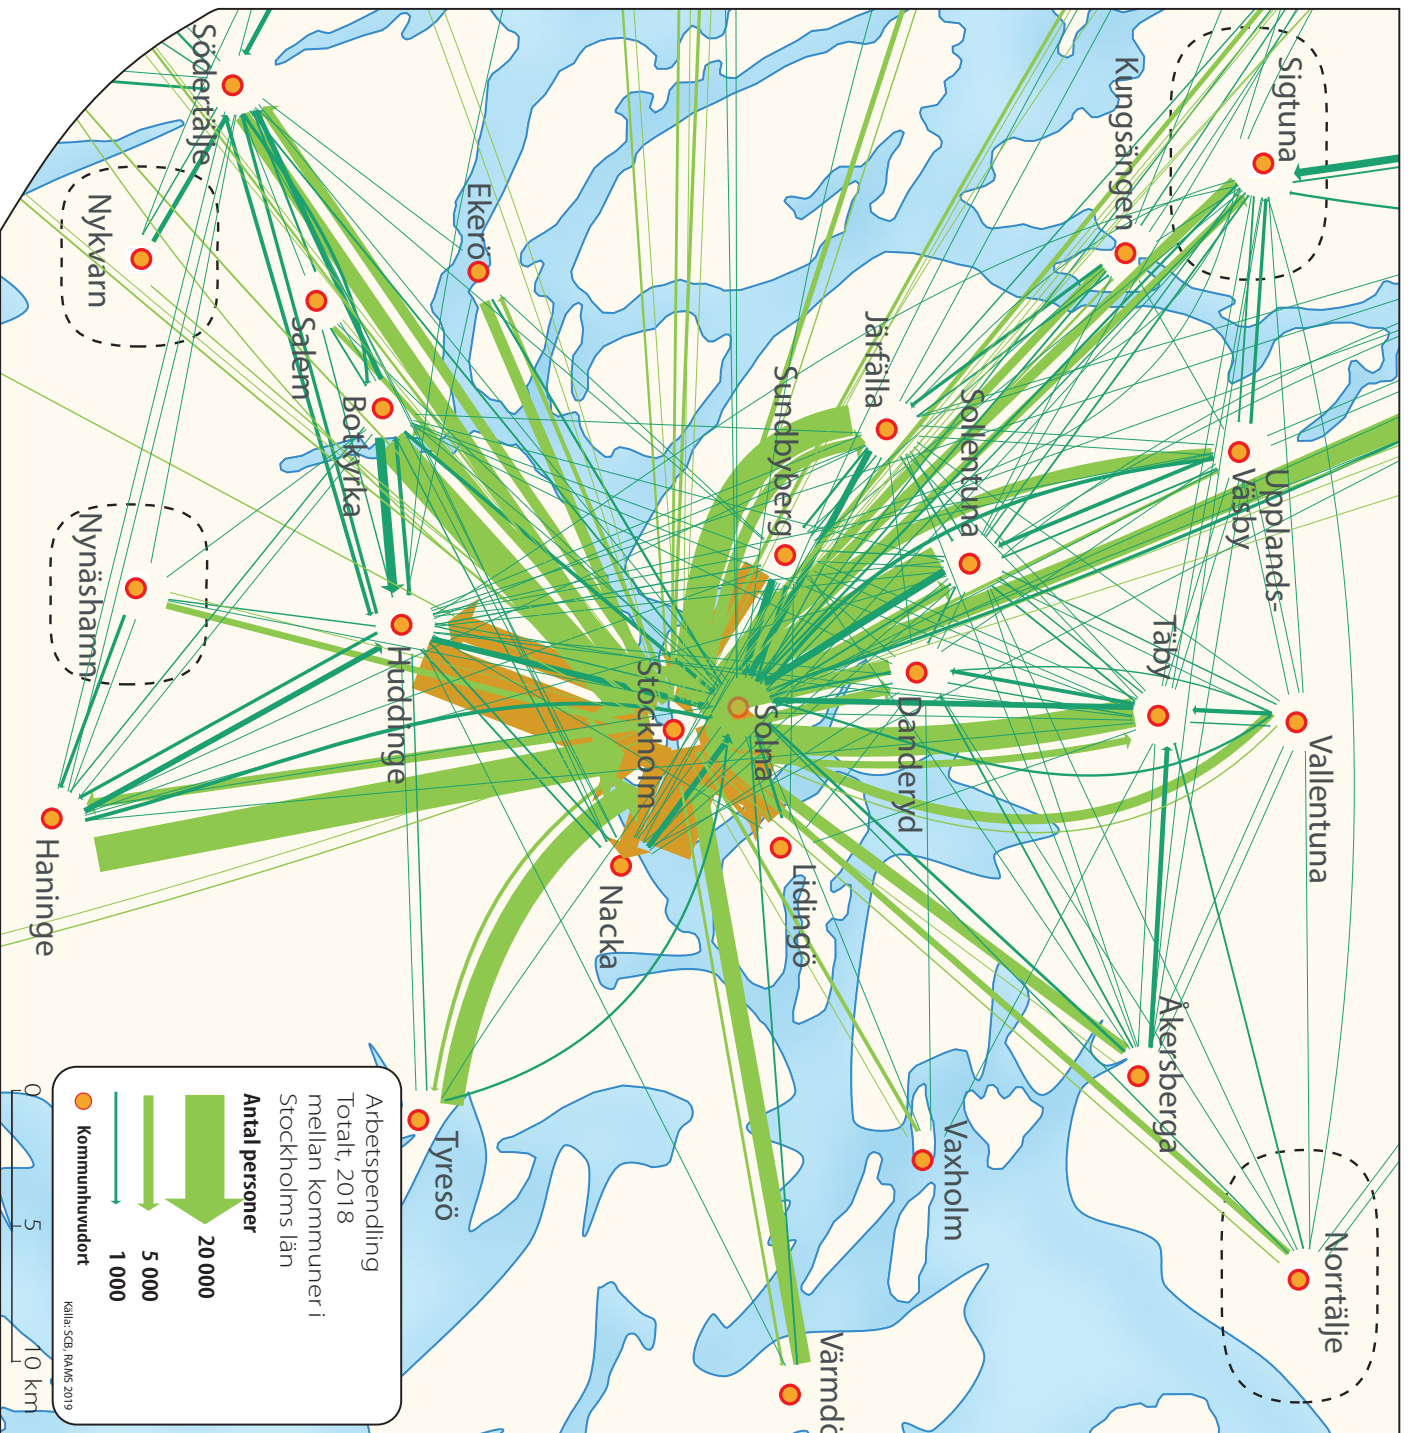 Sigtuna
Kungsängen
Södertälje
Nykvarn
Ekerö
Salem
Järfälla
Sundbyberg
Sollentuna
Upplands-
Väsby
Botkyrka
Nynäshamn
Täby
Huddinge
Stockholm
Solna
Danderyd
Vallentuna
Haninge
Nacka
Lidingö
Åkersberga
Tyresö
Vaxholm
Norrtälje
Värmdö
Arbetspendling
Totalt, 2018
mellan kommuner i
Stockholms län
Antal personer
20 000
5 000
1 000
Kommunhuvudort
Källa: SCB, RAMS 2019
0 5 10 km